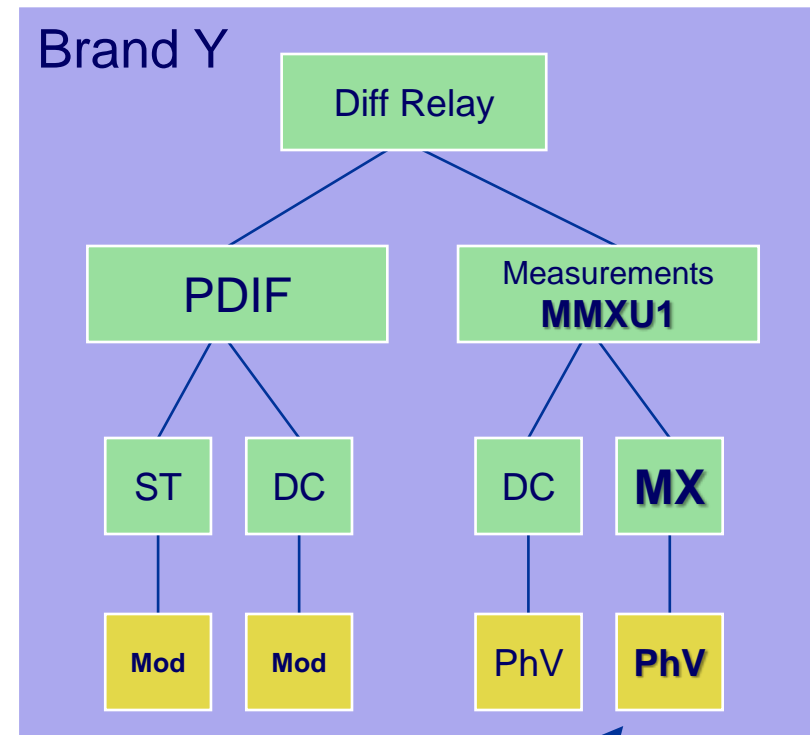 Brand Y
Diff Relay
PDIF
Measurements
MMXU1
ST
DC
DC
MX
Mod
Mod
PhV
PhV